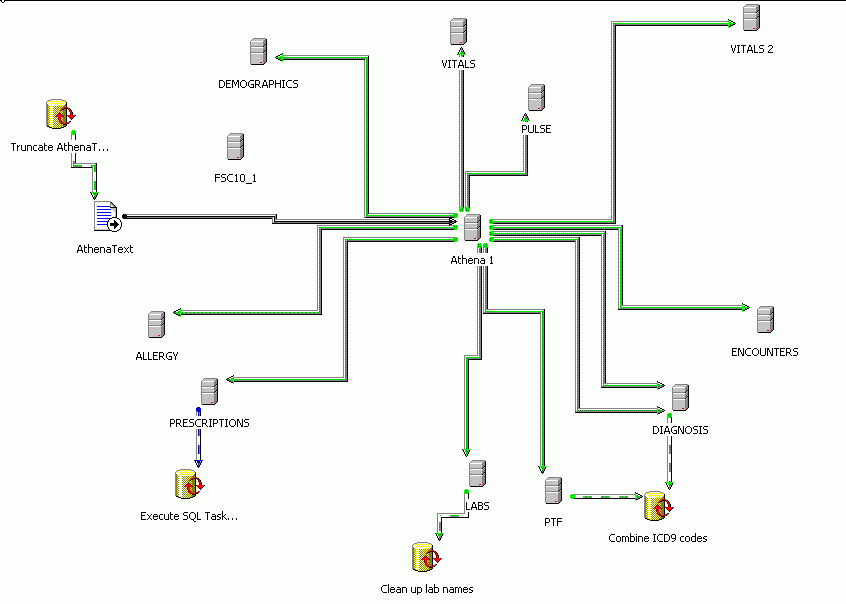 VITALS 2
VITALS
DEMOGRAPHICS
PULSE
Truncate AthenaT...
FSC10_1
AthenaText
Athena 1
ALLERGY
ENCOUNTERS
PRESCRIPTIONS
DIAGNOSIS
LABS
Execute SQL Task...
PTF
Combine ICD9 codes
Clean up lab names